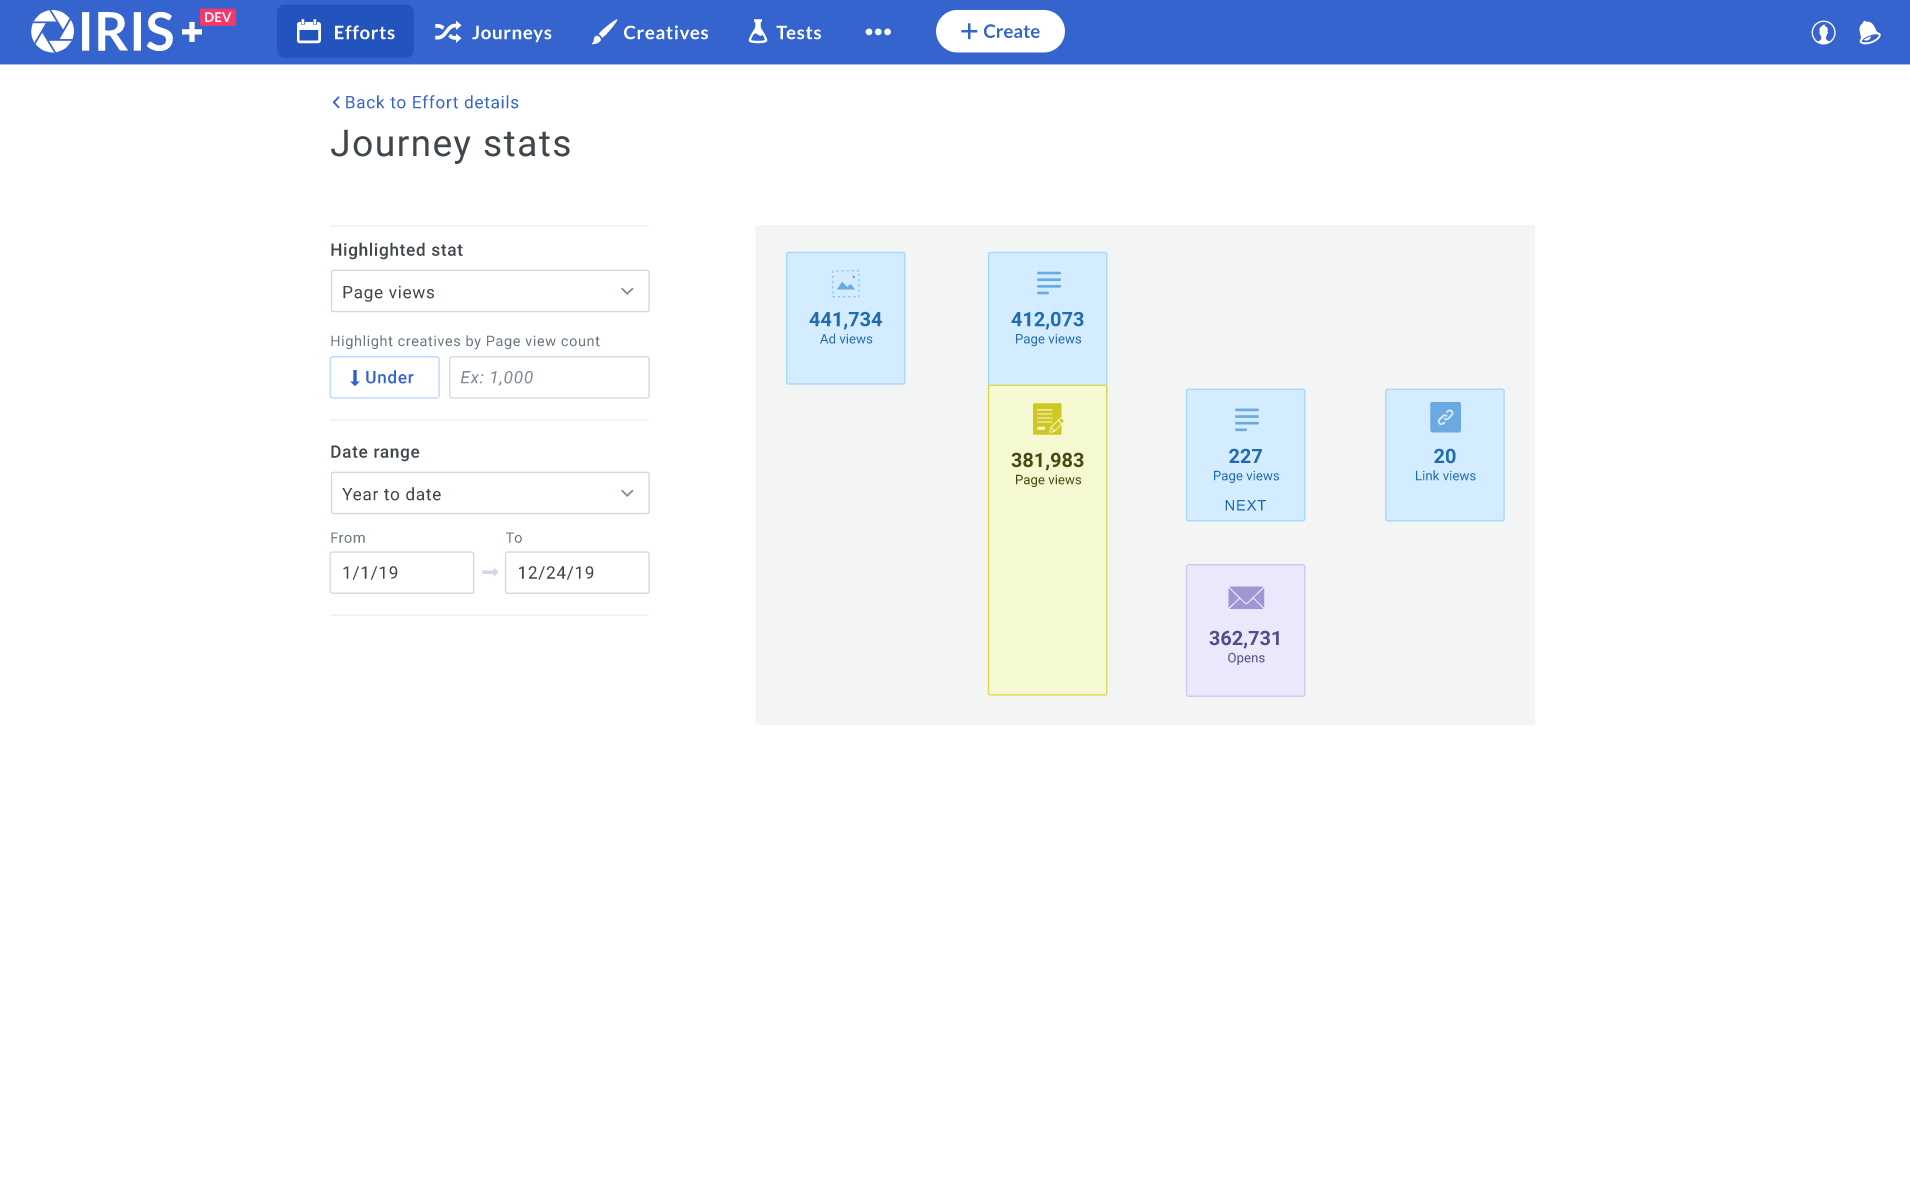 IRIS+ DEV
Efforts
Journeys
Creatives
Tests
•••
+ Create
Back to Effort details
Journey stats
Highlighted stat
Page views
Highlight creatives by Page view count
Under
Ex: 1,000
Date range
Year to date
From
To
1/1/19
12/24/19
441,734
Ad views
412,073
Page views
381,983
Page views
227
Page views
NEXT
20
Link views
362,731
Opens